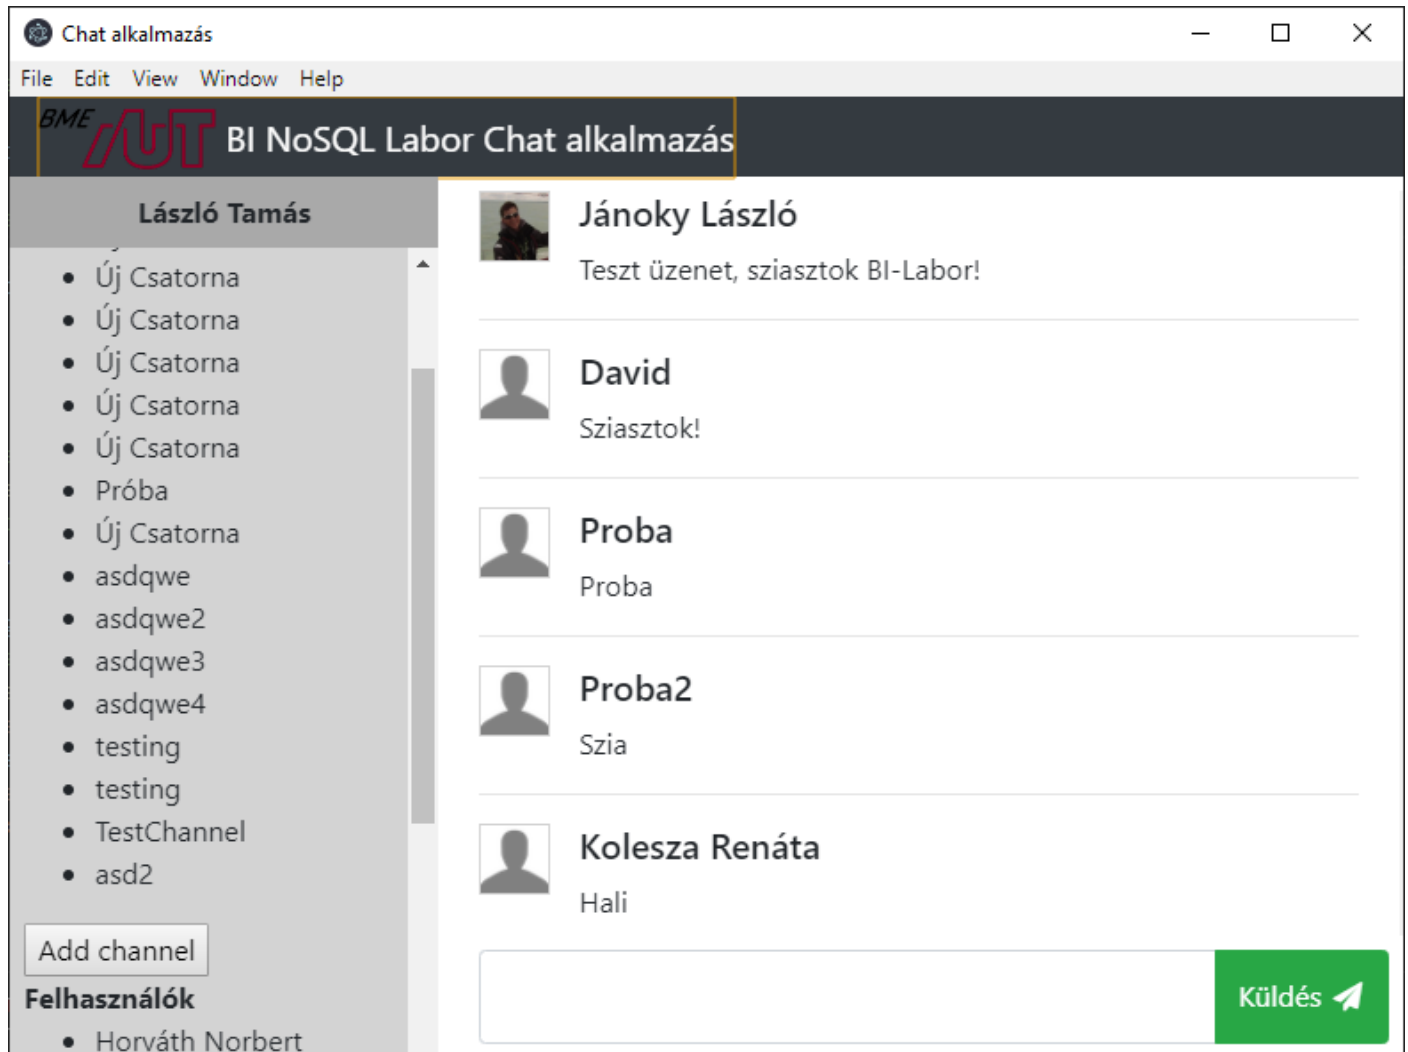 Chat alkalmazás
File Edit View Window Help
BME AUT BI NoSQL Labor Chat alkalmazás
László Tamás
Új Csatorna
Új Csatorna
Új Csatorna
Új Csatorna
Új Csatorna
Próba
Új Csatorna
asdqwe
asdqwe2
asdqwe3
asdqwe4
testing
testing
TestChannel
asd2
Add channel
Felhasználók
Horváth Norbert
Jánoky László
Teszt üzenet, sziasztok BI-Labor!
David
Sziasztok!
Proba
Proba
Proba2
Szia
Kolesza Renáta
Hali
Küldés